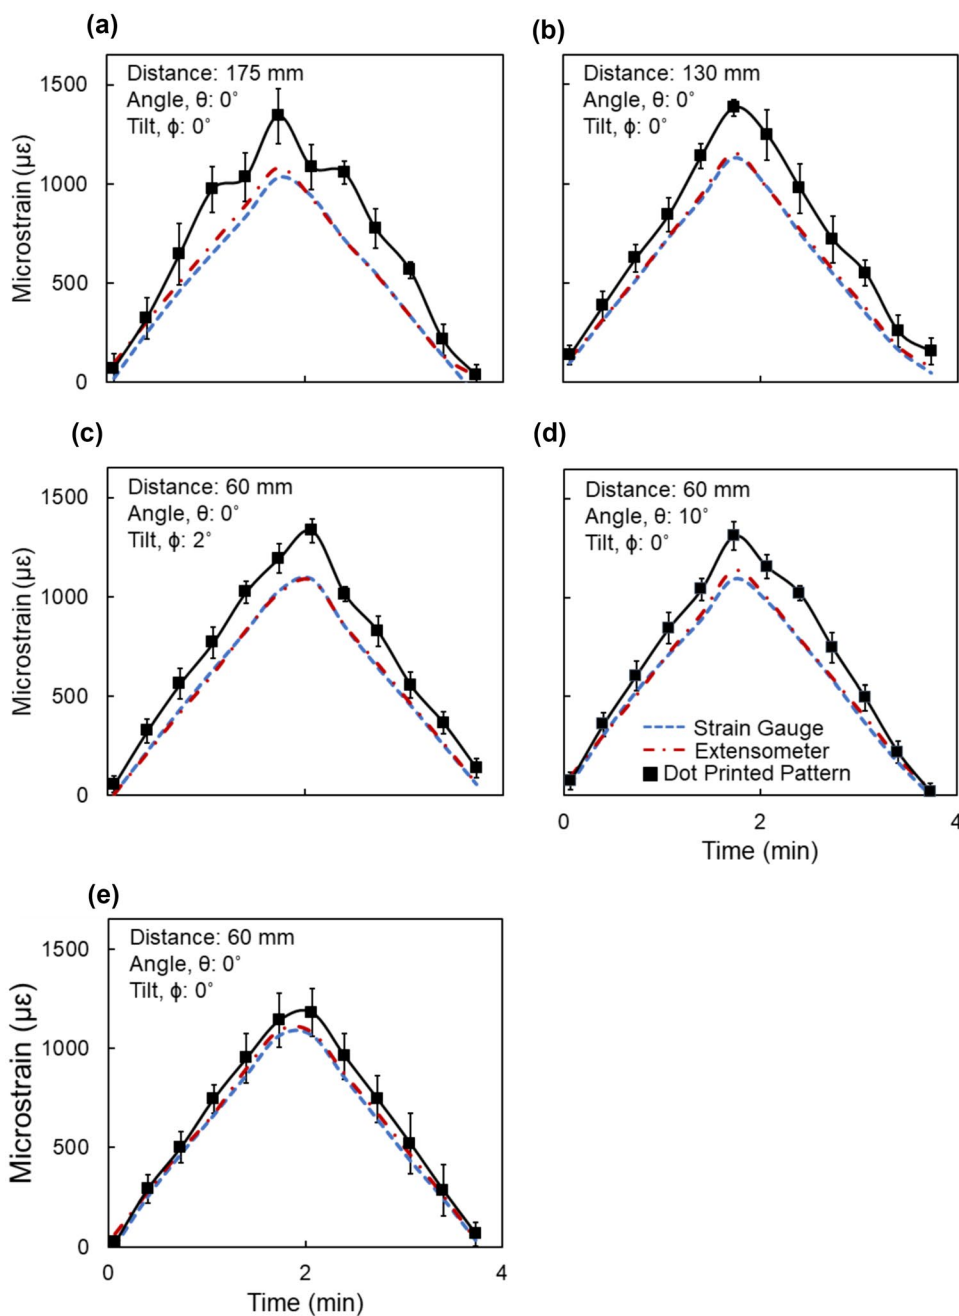 (a)
Distance: 175 mm
Angle, θ: 0˚
Tilt, ϕ: 0˚
1500
1000
500
0
Microstrain (με)
(b)
Distance: 130 mm
Angle, θ: 0˚
Tilt, ϕ: 0˚
(c)
Distance: 60 mm
Angle, θ: 0˚
Tilt, ϕ: 2˚
1500
1000
500
0
Microstrain (με)
(d)
Distance: 60 mm
Angle, θ: 10˚
Tilt, ϕ: 0˚
Strain Gauge
Extensometer
Dot Printed Pattern
0
2
4
Time (min)
(e)
Distance: 60 mm
Angle, θ: 0˚
Tilt, ϕ: 0˚
1500
1000
500
0
Microstrain (με)
0
2
4
Time (min)